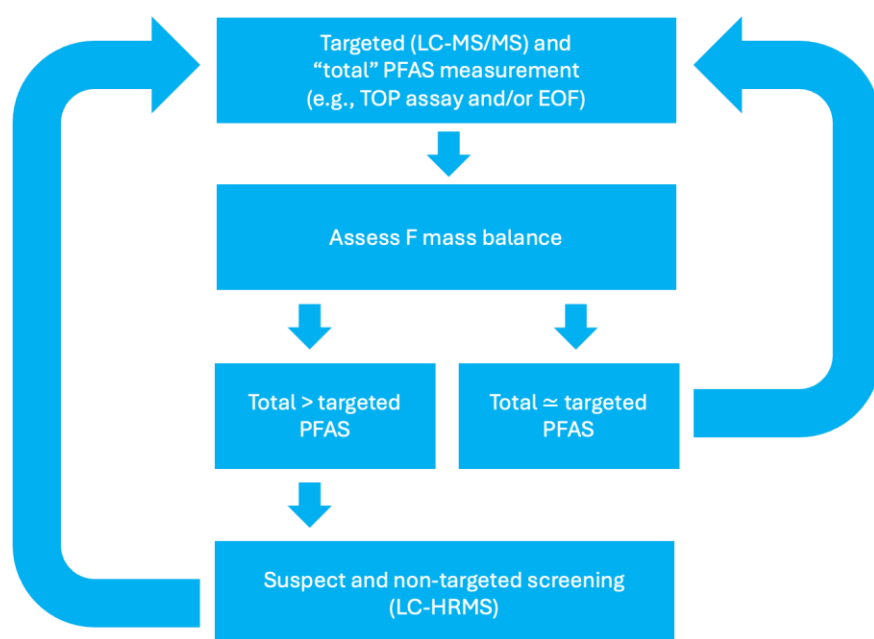 Targeted (LC-MS/MS) and
“total” PFAS measurement
(e.g., TOP assay and/or EOF)
Assess F mass balance
Total > targeted
PFAS
Total ≃ targeted
PFAS
Suspect and non-targeted screening
(LC-HRMS)